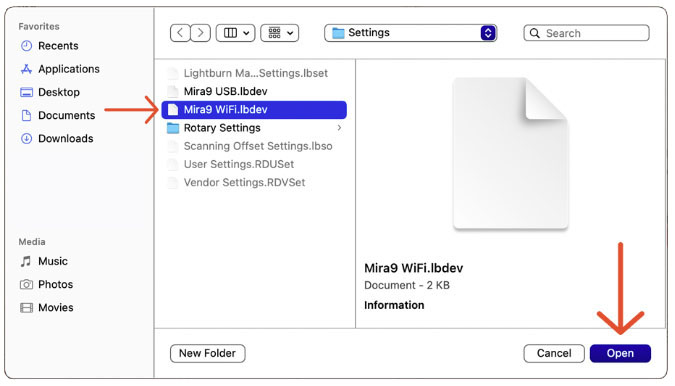 Favorites
Recents
Applications
Desktop
Documents
Downloads
Media
Music
Photos
Movies
Settings
Search
Lightburn Ma...Settings.lbset
Mira9 USB.lbdev
Mira9 WiFi.lbdev
Rotary Settings
Scanning Offset Settings.lbso
User Settings.RDUSet
Vendor Settings.RDVSet
Mira9 WiFi.lbdev
Document - 2 KB
Information
New Folder
Cancel
Open